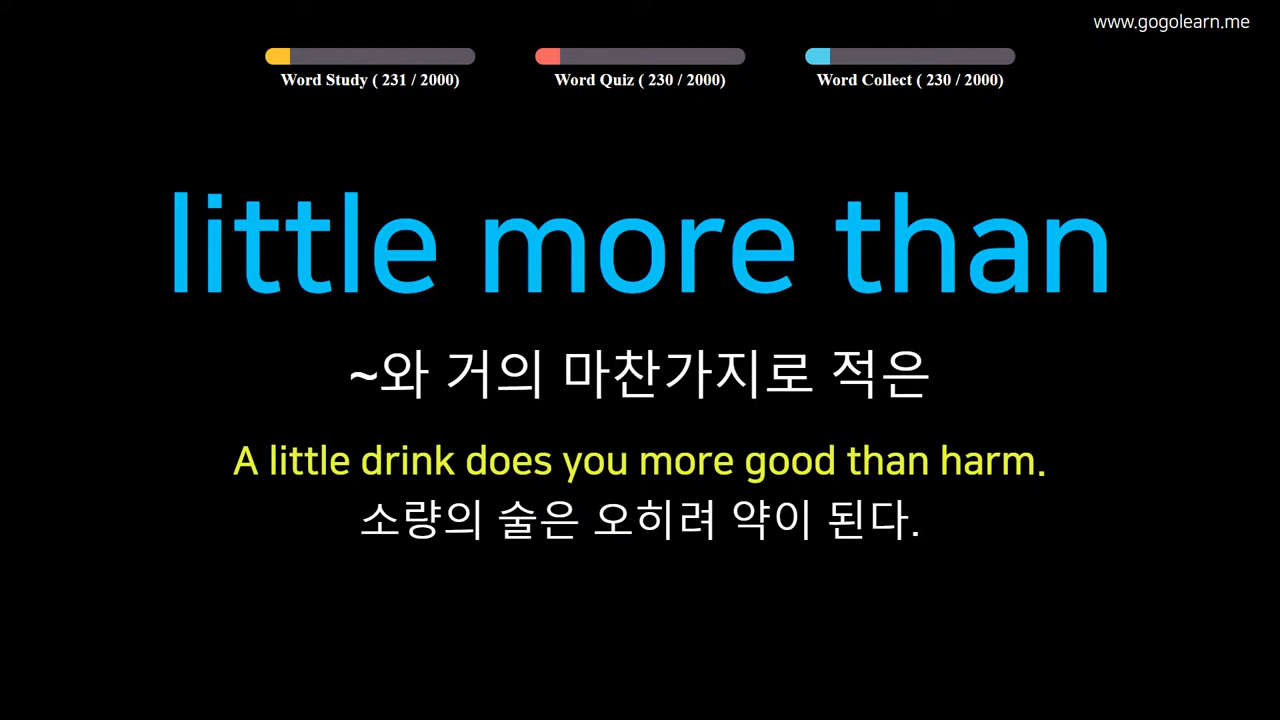 www.gogolearn.me
Word Study ( 231 / 2000)
Word Quiz ( 230 / 2000)
Word Collect ( 230 / 2000)
little more than
~와 거의 마찬가지로 적은
A little drink does you more good than harm.
소량의 술은 오히려 약이 된다.